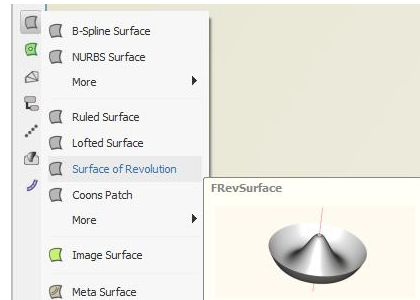 B-Spline Surface
NURBS Surface
More
Ruled Surface
Lofted Surface
Surface of Revolution
Coons Patch
FRevSurface
More
Image Surface
Meta Surface